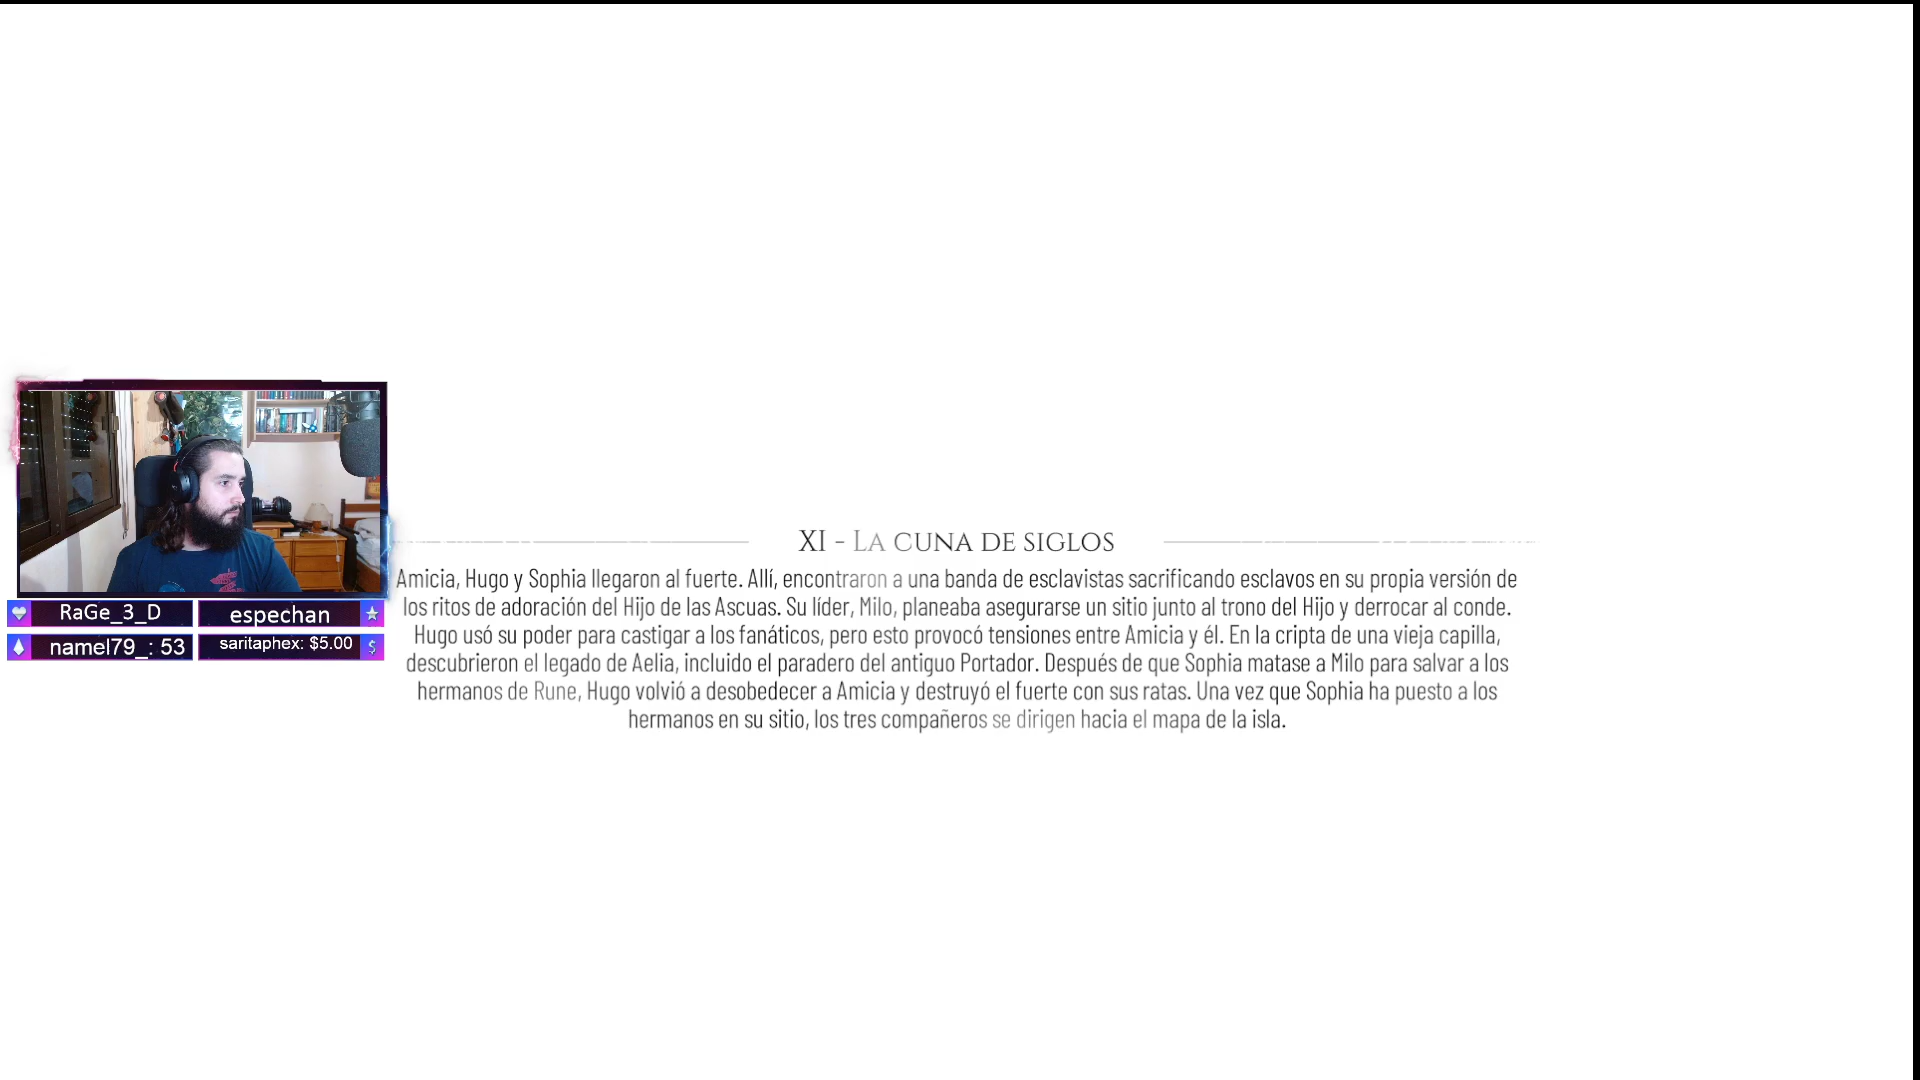 XI - LA CUNA DE SIGLOS
Amicia, Hugo y Sophia llegaron al fuerte. Allí, encontraron a una banda de esclavistas sacrificando esclavos en su propia versión de
los ritos de adoración del Hijo de las Ascuas. Su líder, Milo, planeaba asegurarse un sitio junto al trono del Hijo y derrocar al conde.
Hugo usó su poder para castigar a los fanáticos, pero esto provocó tensiones entre Amicia y él. En la cripta de una vieja capilla,
descubrieron el legado de Aelia, incluido el paradero del antiguo Portador. Después de que Sophia matase a Milo para salvar a los
hermanos de Rune, Hugo volvió a desobedecer a Amicia y destruyó el fuerte con sus ratas. Una vez que Sophia ha puesto a los
hermanos en su sitio, los tres compañeros se dirigen hacia el mapa de la isla.
RaGe_3_D
espechan
namel79_: 53
saritaphex: $5.00
$